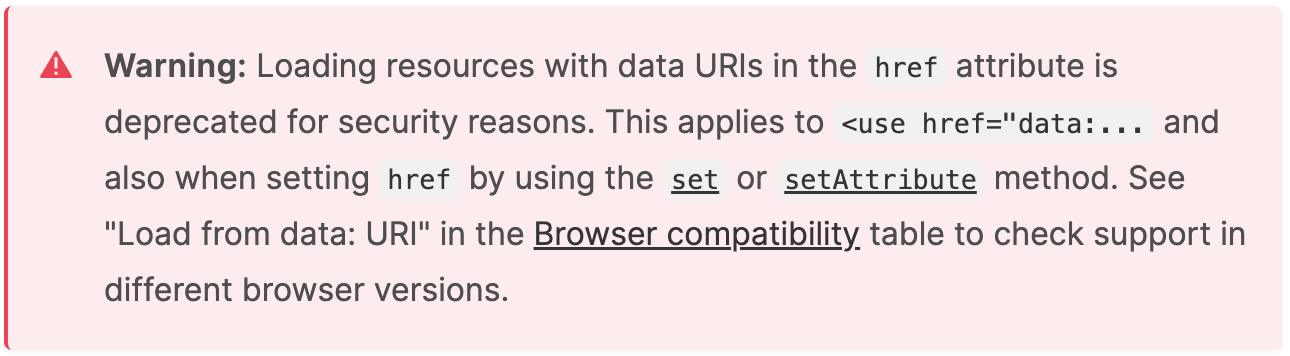 Warning: Loading resources with data URIs in the href attribute is
deprecated for security reasons. This applies to <use href="data:... and
also when setting href by using the set or setAttribute method. See
"Load from data: URI" in the Browser compatibility table to check support in
different browser versions.